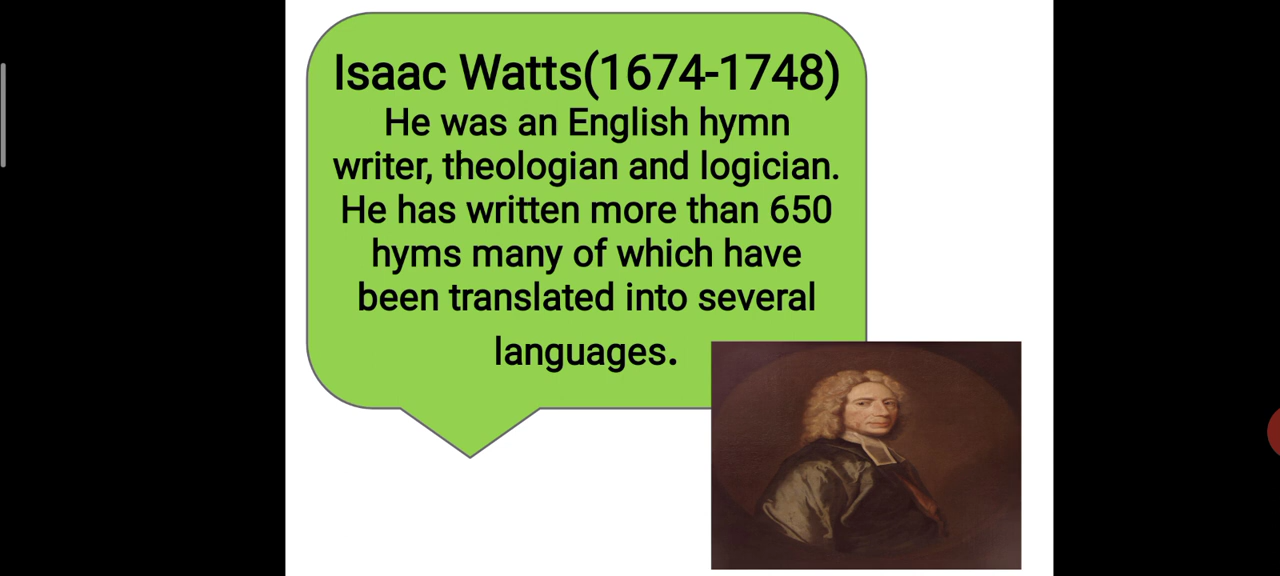 Isaac Watts(1674-1748)
He was an English hymn
writer, theologian and logician.
He has written more than 650
hyms many of which have
been translated into several
languages.